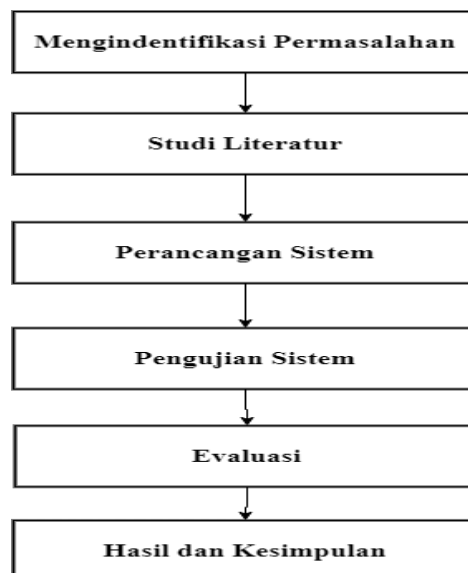 Mengindentifikasi Permasalahan
Studi Literatur
Perancangan Sistem
Pengujian Sistem
Evaluasi
Hasil dan Kesimpulan